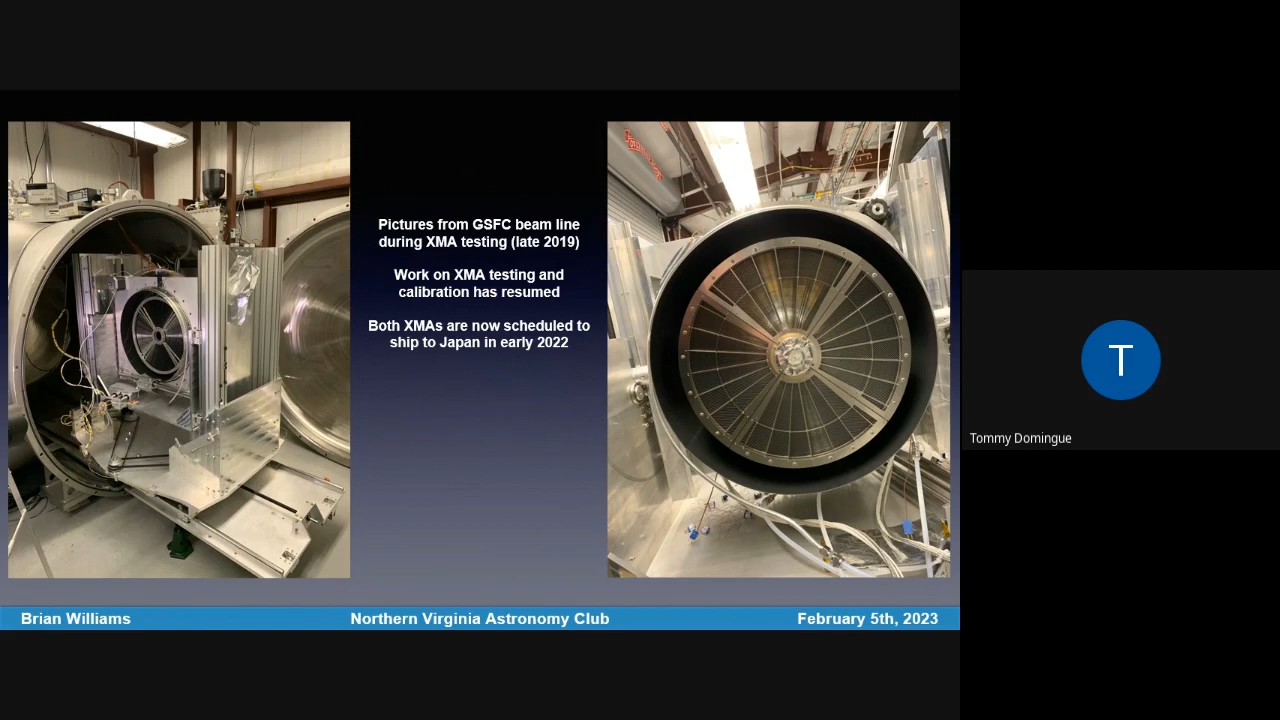 Pictures from GSFC beam line
during XMA testing (late 2019)
Work on XMA testing and
calibration has resumed
Both XMAs are now scheduled to
ship to Japan in early 2022
T
Tommy Domingue
Brian Williams
Northern Virginia Astronomy Club
February 5th, 2023